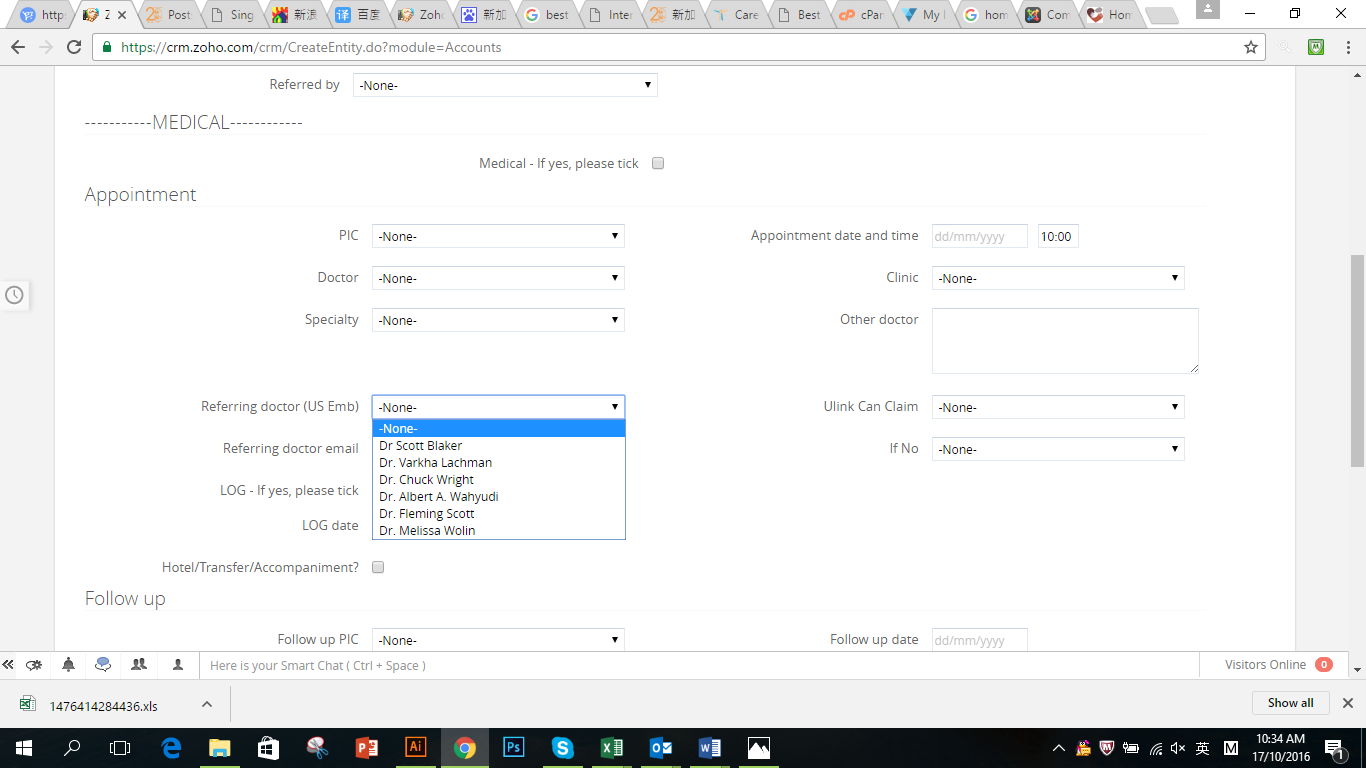 http
Z
Post
Sing
新浪
百度
Zoho
新加
best
Inter
新加
Care
Best
cPan
My I
hom
Com
Hon
https://crm.zoho.com/crm/CreateEntity.do?module=Accounts
Referred by -None-
-----------MEDICAL------------
Medical - If yes, please tick
Appointment
PIC -None- Appointment date and time dd/mm/yyyy 10:00
Doctor -None- Clinic -None-
Specialty -None- Other doctor
Referring doctor (US Emb) -None- Ulink Can Claim -None-
-None-
Dr Scott Blaker
Referring doctor email If No -None-
Dr. Varkha Lachman
Dr. Chuck Wright
LOG - If yes, please tick
Dr. Albert A. Wahyudi
Dr. Fleming Scott
LOG date
Dr. Melissa Wolin
Hotel/Transfer/Accompaniment?
Follow up
Follow up PIC -None- Follow up date dd/mm/yyyy
Here is your Smart Chat ( Ctrl + Space ) Visitors Online 0
1476414284436.xls Show all
Ai Ps
英 M
10:34 AM
17/10/2016
1